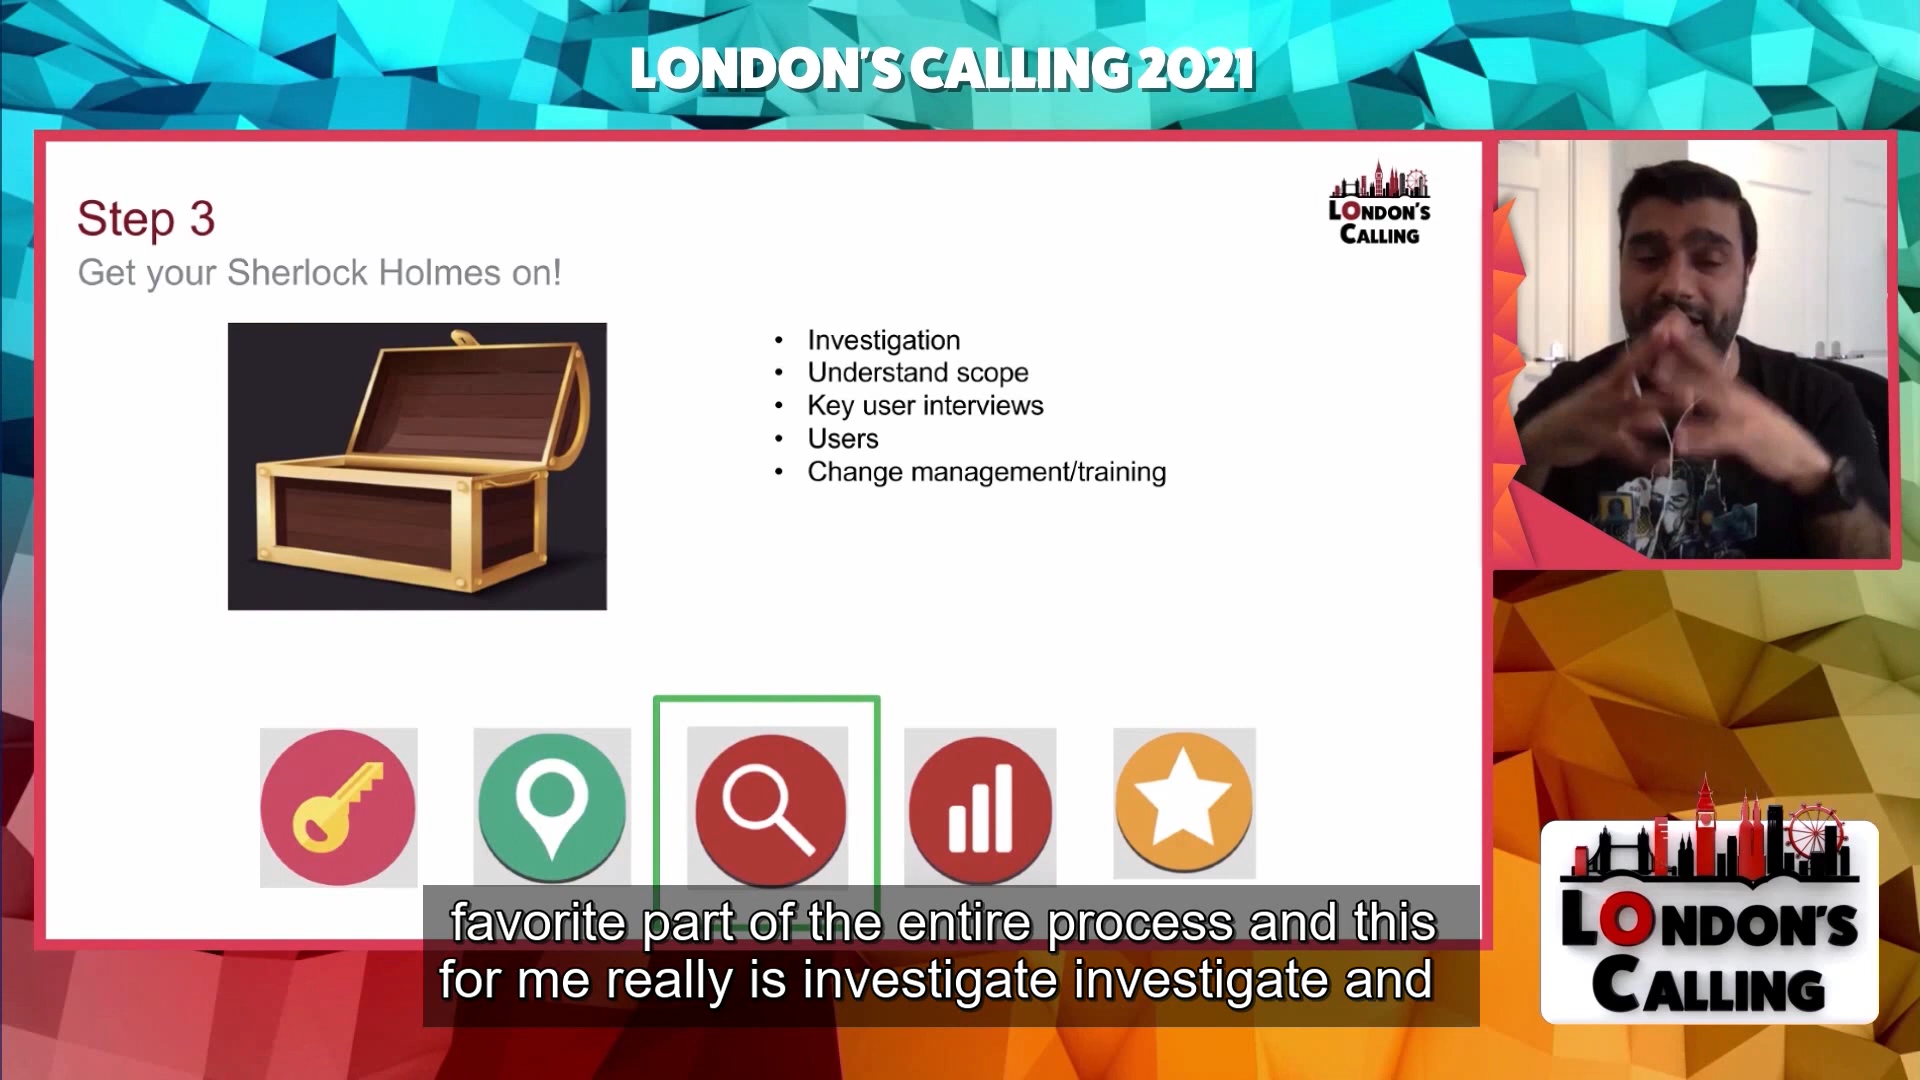 LONDON'S CALLING 2021
Step 3
Get your Sherlock Holmes on!
LONDON'S
CALLING
• Investigation
• Understand scope
• Key user interviews
• Users
• Change management/training
favorite part of the entire process and this
for me really is investigate investigate and
LONDON'S
CALLING